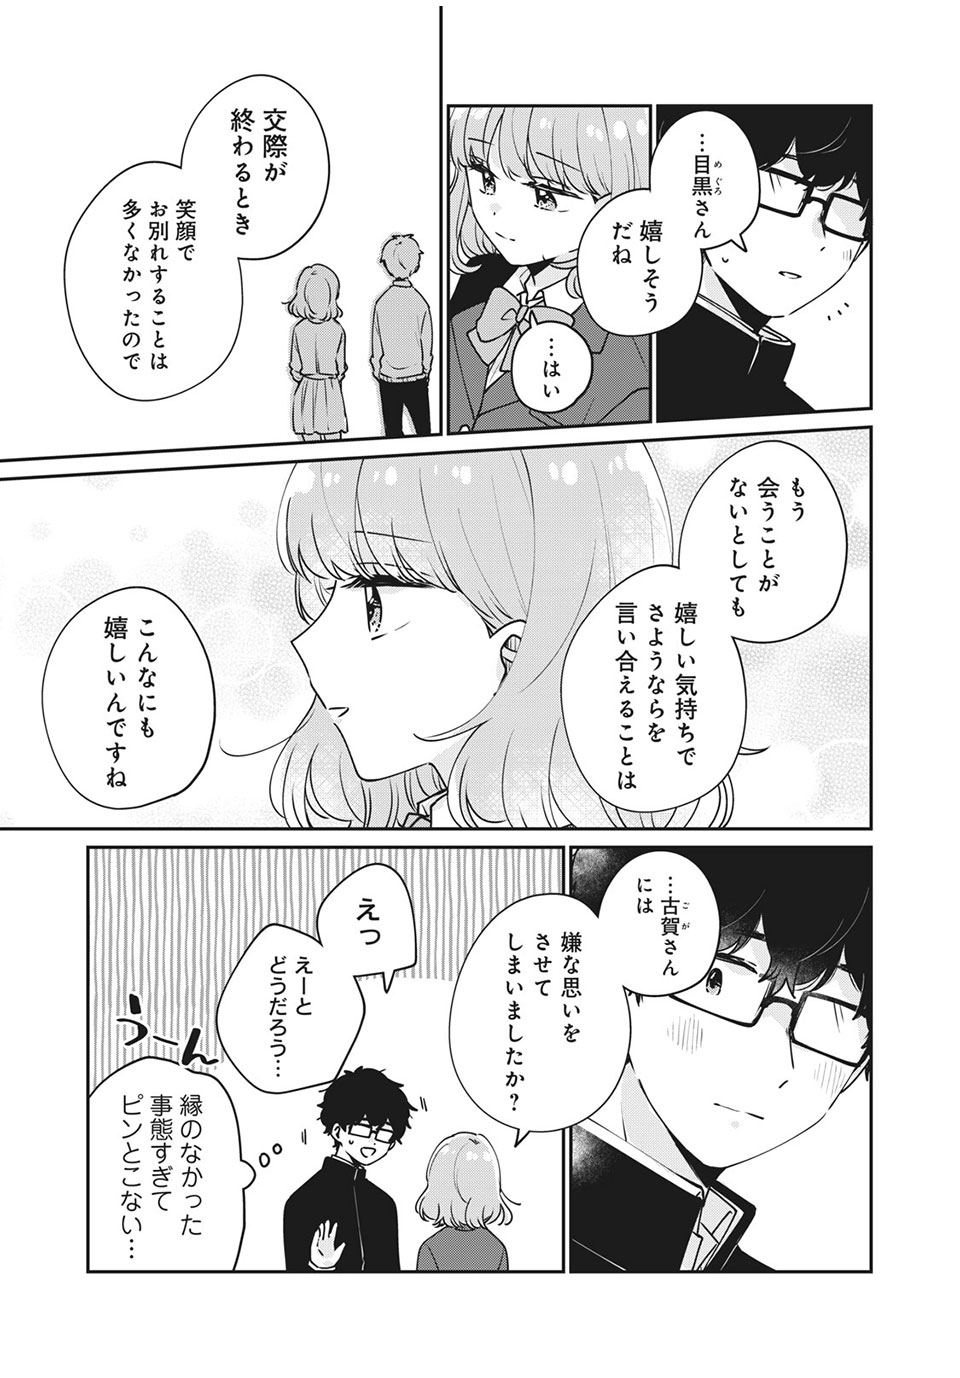 …目黒さん
めぐろ
嬉しそう
だね
…はい
交際が
終わるとき
笑顔で
お別れすることは
多くなかったので
もう
会うことが
ないとしても
嬉しい気持ちで
さようならを
言い合えることは
こんなにも
嬉しいんですね
…古賀さん
こが
には
嫌な思いを
させて
しまいましたか?
えっ
えーと
どうだろう…
うーん
縁のなかった
事態すぎて
ピンとこない…